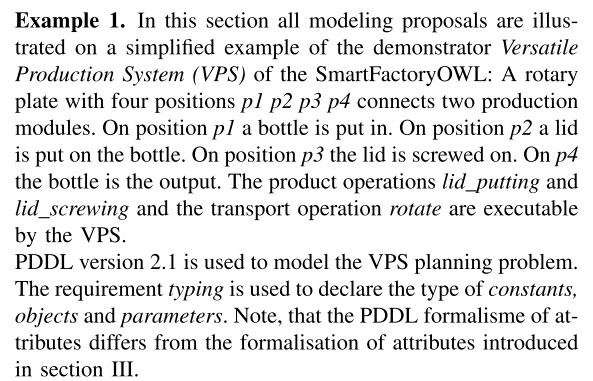 Example 1. In this section all modeling proposals are illus-
trated on a simplified example of the demonstrator Versatile
Production System (VPS) of the SmartFactoryOWL: A rotary
plate with four positions p1 p2 p3 p4 connects two production
modules. On position p1 a bottle is put in. On position p2 a lid
is put on the bottle. On position p3 the lid is screwed on. On p4
the bottle is the output. The product operations lid_putting and
lid_screwing and the transport operation rotate are executable
by the VPS.
PDDL version 2.1 is used to model the VPS planning problem.
The requirement typing is used to declare the type of constants,
objects and parameters. Note, that the PDDL formalisme of at-
tributes differs from the formalisation of attributes introduced
in section III.